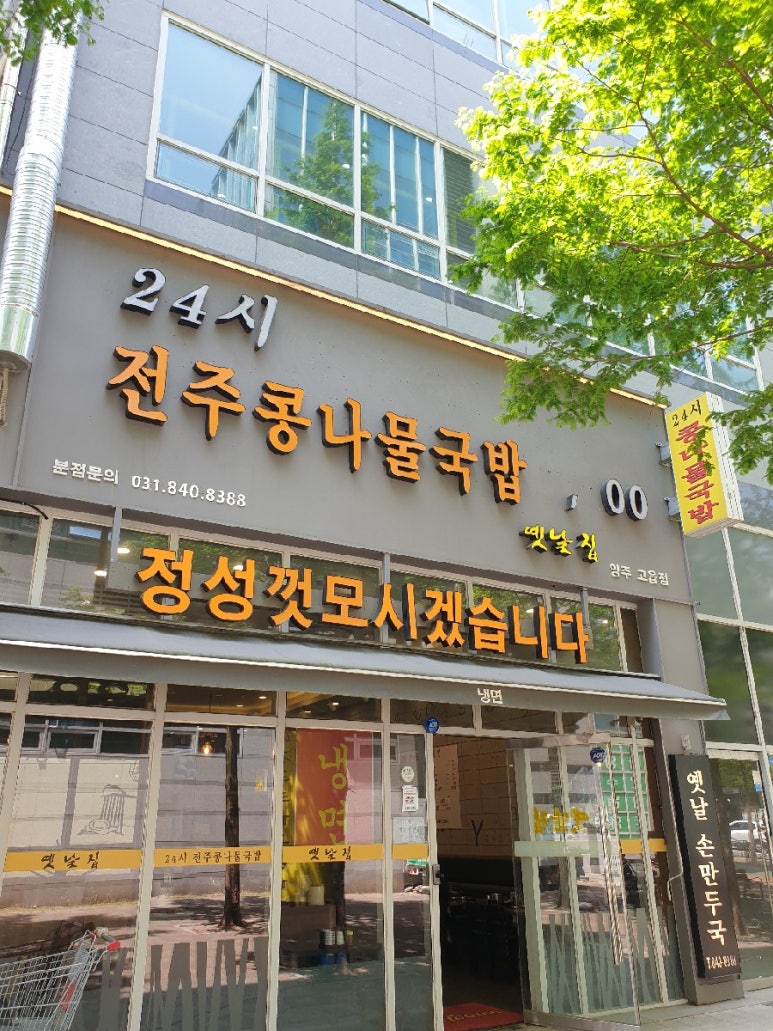 24시
전주콩나물국밥
, 00
분점문의 031.840.8388
옛날집
양주 고읍점
24시
콩나물국밥
정성껏모시겠습니다
냉면
냉면
옛날집
24시 전주콩나물국밥
옛날집
옛날 손만두국